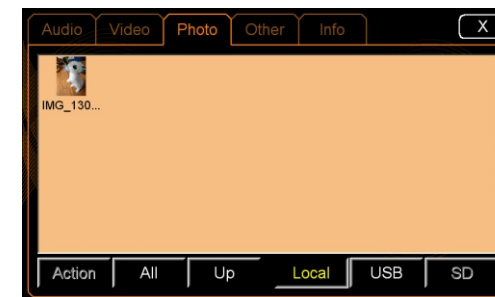 Audio Video Photo Other Info X
IMG_130...
Action All Up Local USB SD